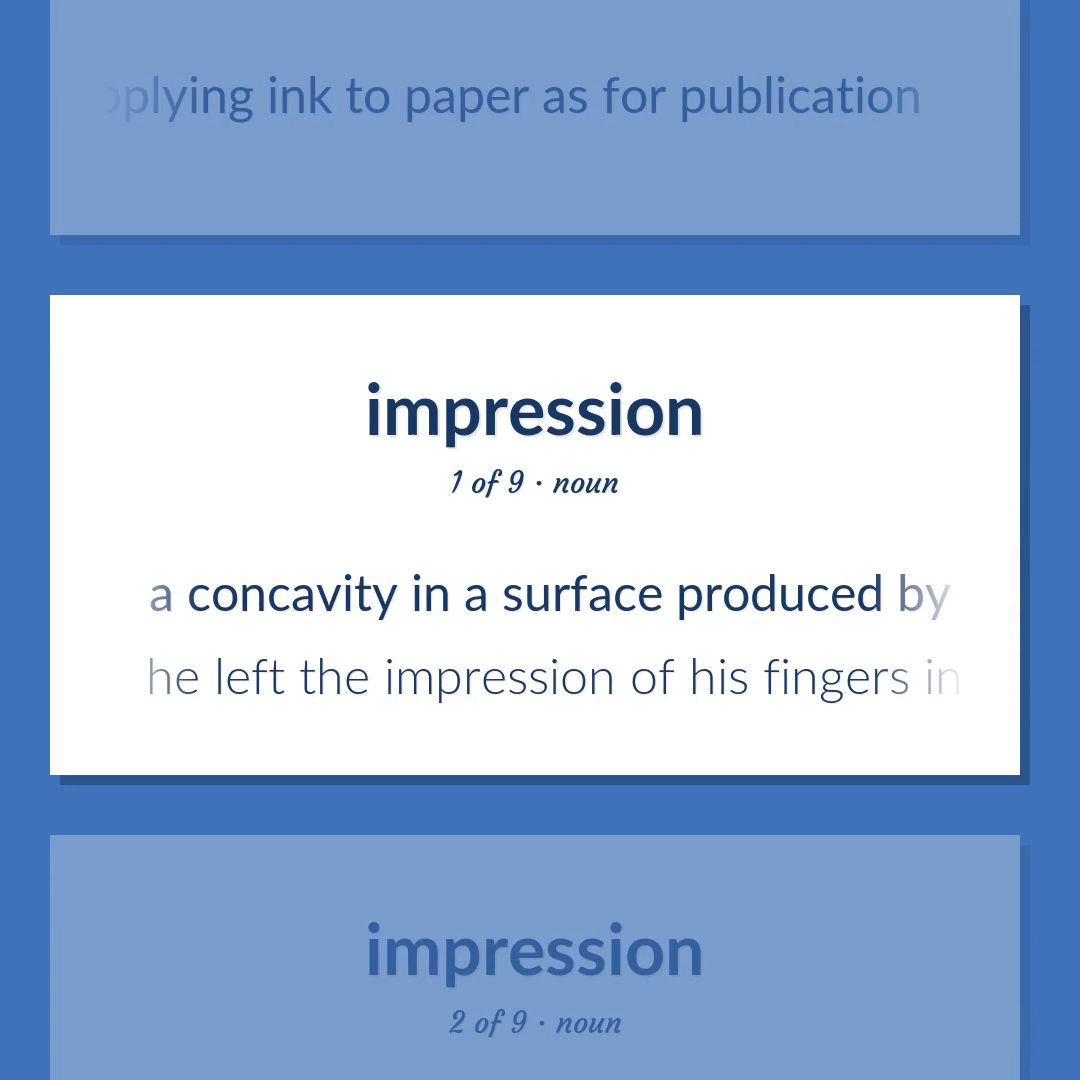 plying ink to paper as for publication
impression
1 of 9 · noun
a concavity in a surface produced by
he left the impression of his fingers in
impression
2 of 9 · noun